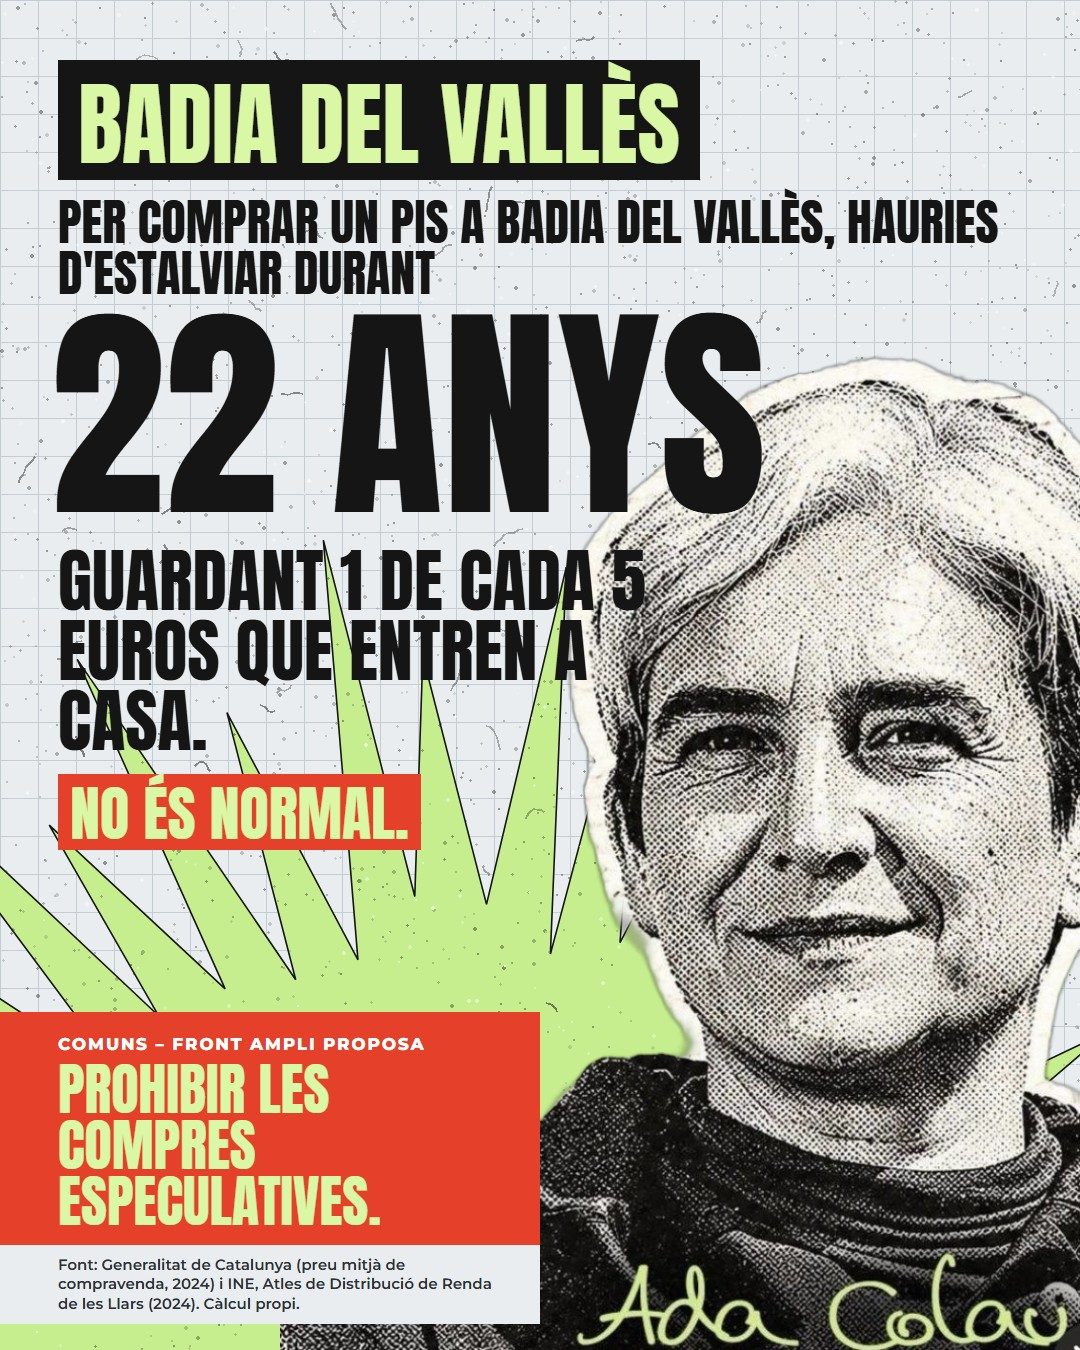 BADIA DEL VALLÈS
PER COMPRAR UN PIS A BADIA DEL VALLÈS, HAURIES
D'ESTALVIAR DURANT
22 ANYS
GUARDANT 1 DE CADA 5
EUROS QUE ENTREN A
CASA.
NO ÉS NORMAL.
COMUNS – FRONT AMPLI PROPOSA
PROHIBIR LES
COMPRES
ESPECULATIVES.
Font: Generalitat de Catalunya (preu mitjà de
compravenda, 2024) i INE, Atles de Distribució de Renda
de les Llars (2024). Càlcul propi.
Ada Colau